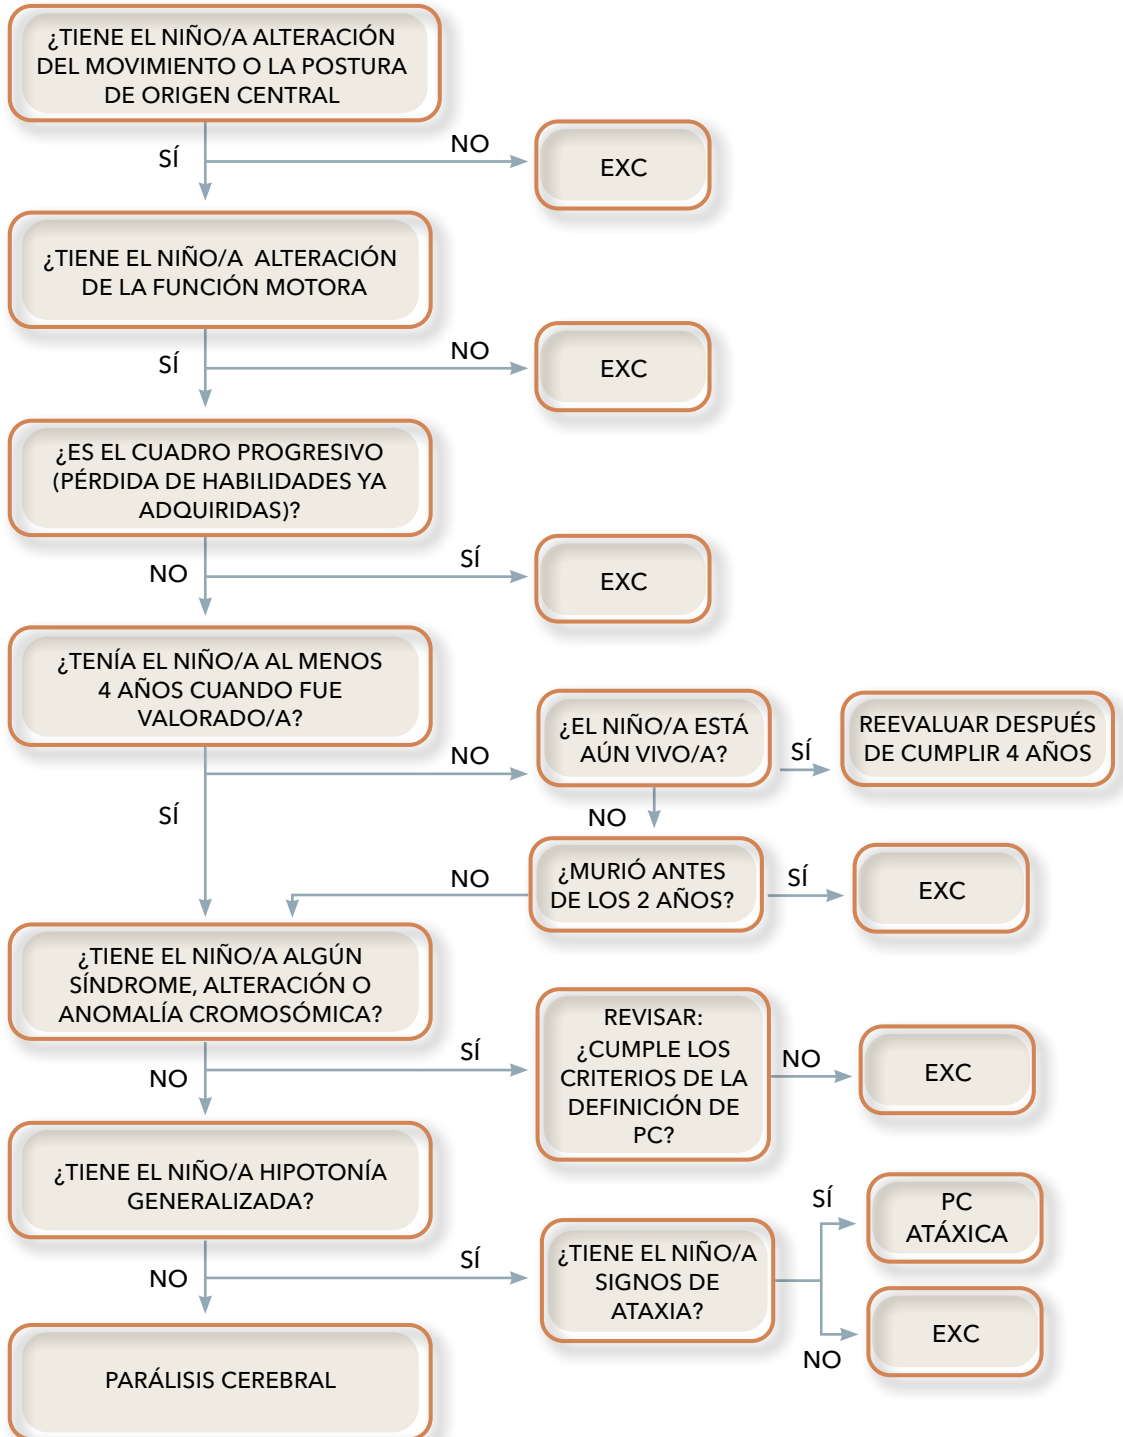 ¿TIENE EL NIÑO/A ALTERACIÓN
DEL MOVIMIENTO O LA POSTURA
DE ORIGEN CENTRAL
SÍ
NO
EXC
¿TIENE EL NIÑO/A ALTERACIÓN
DE LA FUNCIÓN MOTORA
SÍ
NO
EXC
¿ES EL CUADRO PROGRESIVO
(PÉRDIDA DE HABILIDADES YA
ADQUIRIDAS)?
NO
SÍ
EXC
¿TENÍA EL NIÑO/A AL MENOS
4 AÑOS CUANDO FUE
VALORADO/A?
SÍ
NO
¿EL NIÑO/A ESTÁ
AÚN VIVO/A?
SÍ
REEVALUAR DESPUÉS
DE CUMPLIR 4 AÑOS
NO
¿MURIÓ ANTES
DE LOS 2 AÑOS?
NO
SÍ
EXC
¿TIENE EL NIÑO/A ALGÚN
SÍNDROME, ALTERACIÓN O
ANOMALÍA CROMOSÓMICA?
NO
SÍ
REVISAR:
¿CUMPLE LOS
CRITERIOS DE LA
DEFINICIÓN DE
PC?
NO
EXC
¿TIENE EL NIÑO/A HIPOTONÍA
GENERALIZADA?
NO
SÍ
¿TIENE EL NIÑO/A
SIGNOS DE
ATAXIA?
SÍ
PC
ATÁXICA
NO
EXC
PARÁLISIS CEREBRAL